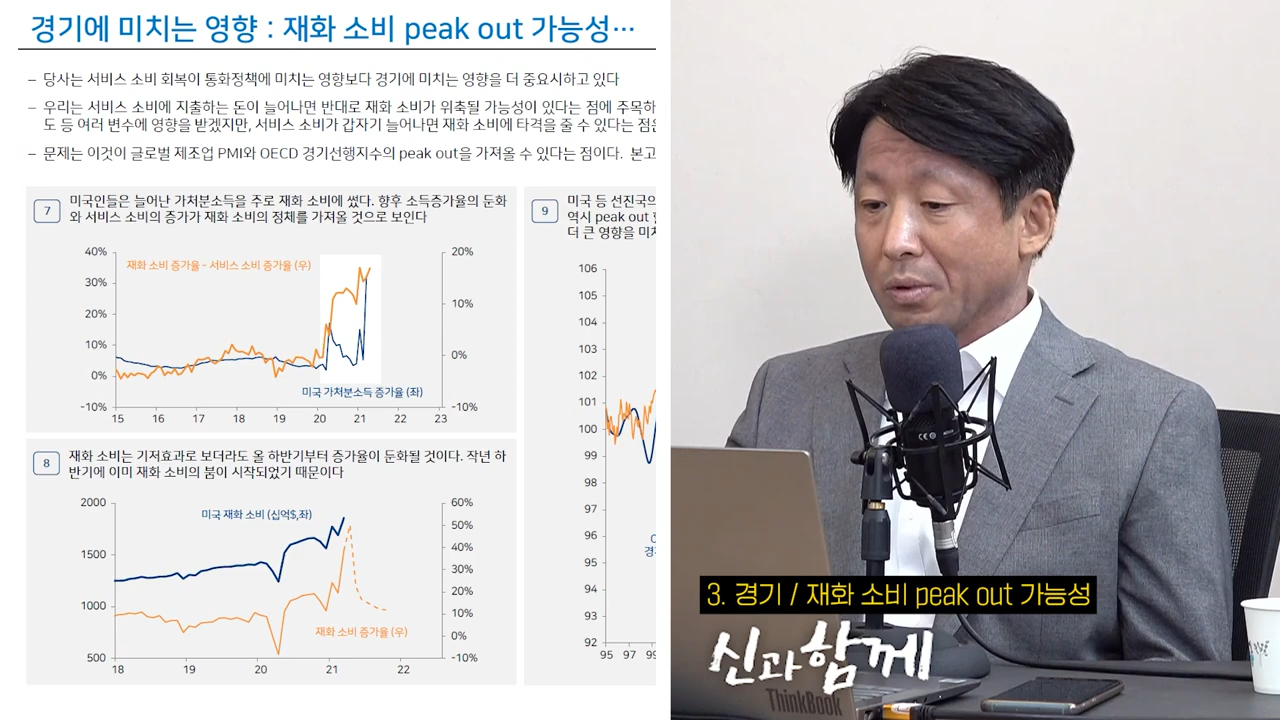 경기에 미치는 영향 : 재화 소비 peak out 가능성…
– 당사는 서비스 소비 회복이 통화정책에 미치는 영향보다 경기에 미치는 영향을 더 중요시하고 있다
– 우리는 서비스 소비에 지출하는 돈이 늘어나면 반대로 재화 소비가 위축될 가능성이 있다는 점에 주목하
도 등 여러 변수에 영향을 받겠지만, 서비스 소비가 갑자기 늘어나면 재화 소비에 타격을 줄 수 있다는 점은
– 문제는 이것이 글로벌 제조업 PMI와 OECD 경기선행지수의 peak out을 가져올 수 있다는 점이다. 본고
7
미국인들은 늘어난 가처분소득을 주로 재화 소비에 썼다. 향후 소득증가율의 둔화
와 서비스 소비의 증가가 재화 소비의 정체를 가져올 것으로 보인다
40%
30%
20%
10%
0%
-10%
20%
10%
0%
-10%
재화 소비 증가율 – 서비스 소비 증가율 (우)
미국 가처분소득 증가율 (좌)
15 16 17 18 19 20 21 22 23
8
재화 소비는 기저효과로 보더라도 올 하반기부터 증가율이 둔화될 것이다. 작년 하
반기에 이미 재화 소비의 붐이 시작되었기 때문이다
2000
1500
1000
500
60%
50%
40%
30%
20%
10%
0%
-10%
미국 재화 소비 (십억$,좌)
재화 소비 증가율 (우)
18 19 20 21 22
9
미국 등 선진국의
역시 peak out
더 큰 영향을 미치
106
105
104
104
103
102
101
100
99
98
97
96
95
94
93
92
95 97 99
3. 경기 / 재화 소비 peak out 가능성
신과함께
ThinkBook